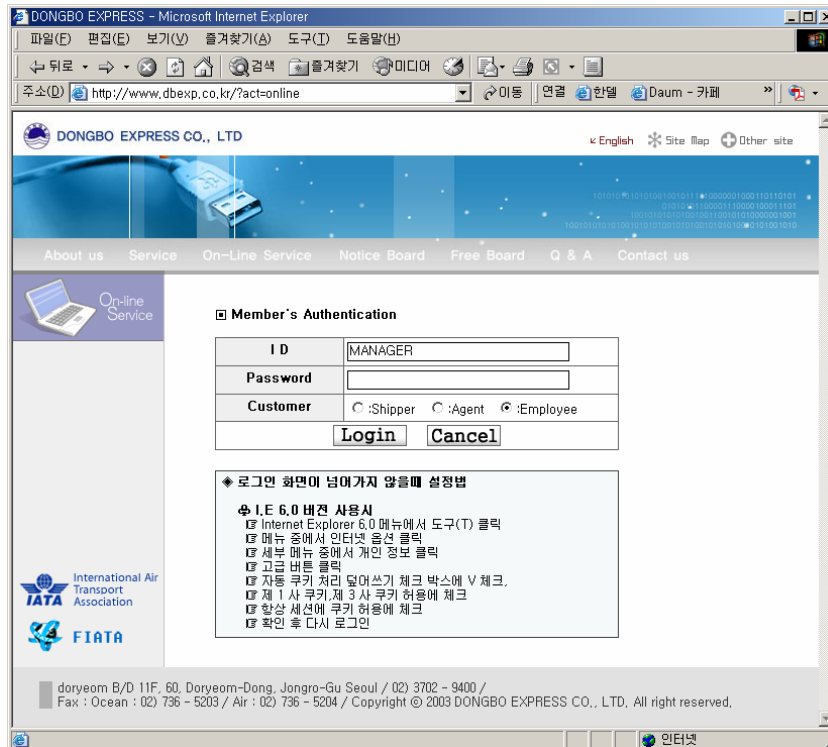 DONGBO EXPRESS - Microsoft Internet Explorer
파일(F) 편집(E) 보기(V) 즐겨찾기(A) 도구(T) 도움말(H)
뒤로 검색 즐겨찾기 미디어
주소(D) http://www.dbexp.co.kr/?act=online 이동 연결 한델 Daum - 카페 »
DONGBO EXPRESS CO., LTD
English Site Map Other site
About us Service On-Line Service Notice Board Free Board Q & A Contact us
On-line
Service
Member's Authentication
I D MANAGER
Password
Customer :Shipper :Agent :Employee
Login Cancel
◈ 로그인 화면이 넘어가지 않을때 설정법
♧ I.E 6.0 버젼 사용시
☞ Internet Explorer 6.0 메뉴에서 도구(T) 클릭
☞ 메뉴 중에서 인터넷 옵션 클릭
☞ 세부 메뉴 중에서 개인 정보 클릭
☞ 고급 버튼 클릭
☞ 자동 쿠키 처리 덮어쓰기 체크 박스에 V 체크.
☞ 제 1 사 쿠키,제 3 사 쿠키 허용에 체크
☞ 항상 세션에 쿠키 허용에 체크
☞ 확인 후 다시 로그인
IATA
International Air
Transport
Association
FIATA
doryeom B/D 11F, 60, Doryeom-Dong, Jongro-Gu Seoul / 02) 3702 - 9400 /
Fax : Ocean : 02) 736 - 5203 / Air : 02) 736 - 5204 / Copyright ⓒ 2003 DONGBO EXPRESS CO., LTD, All right reserved.
인터넷